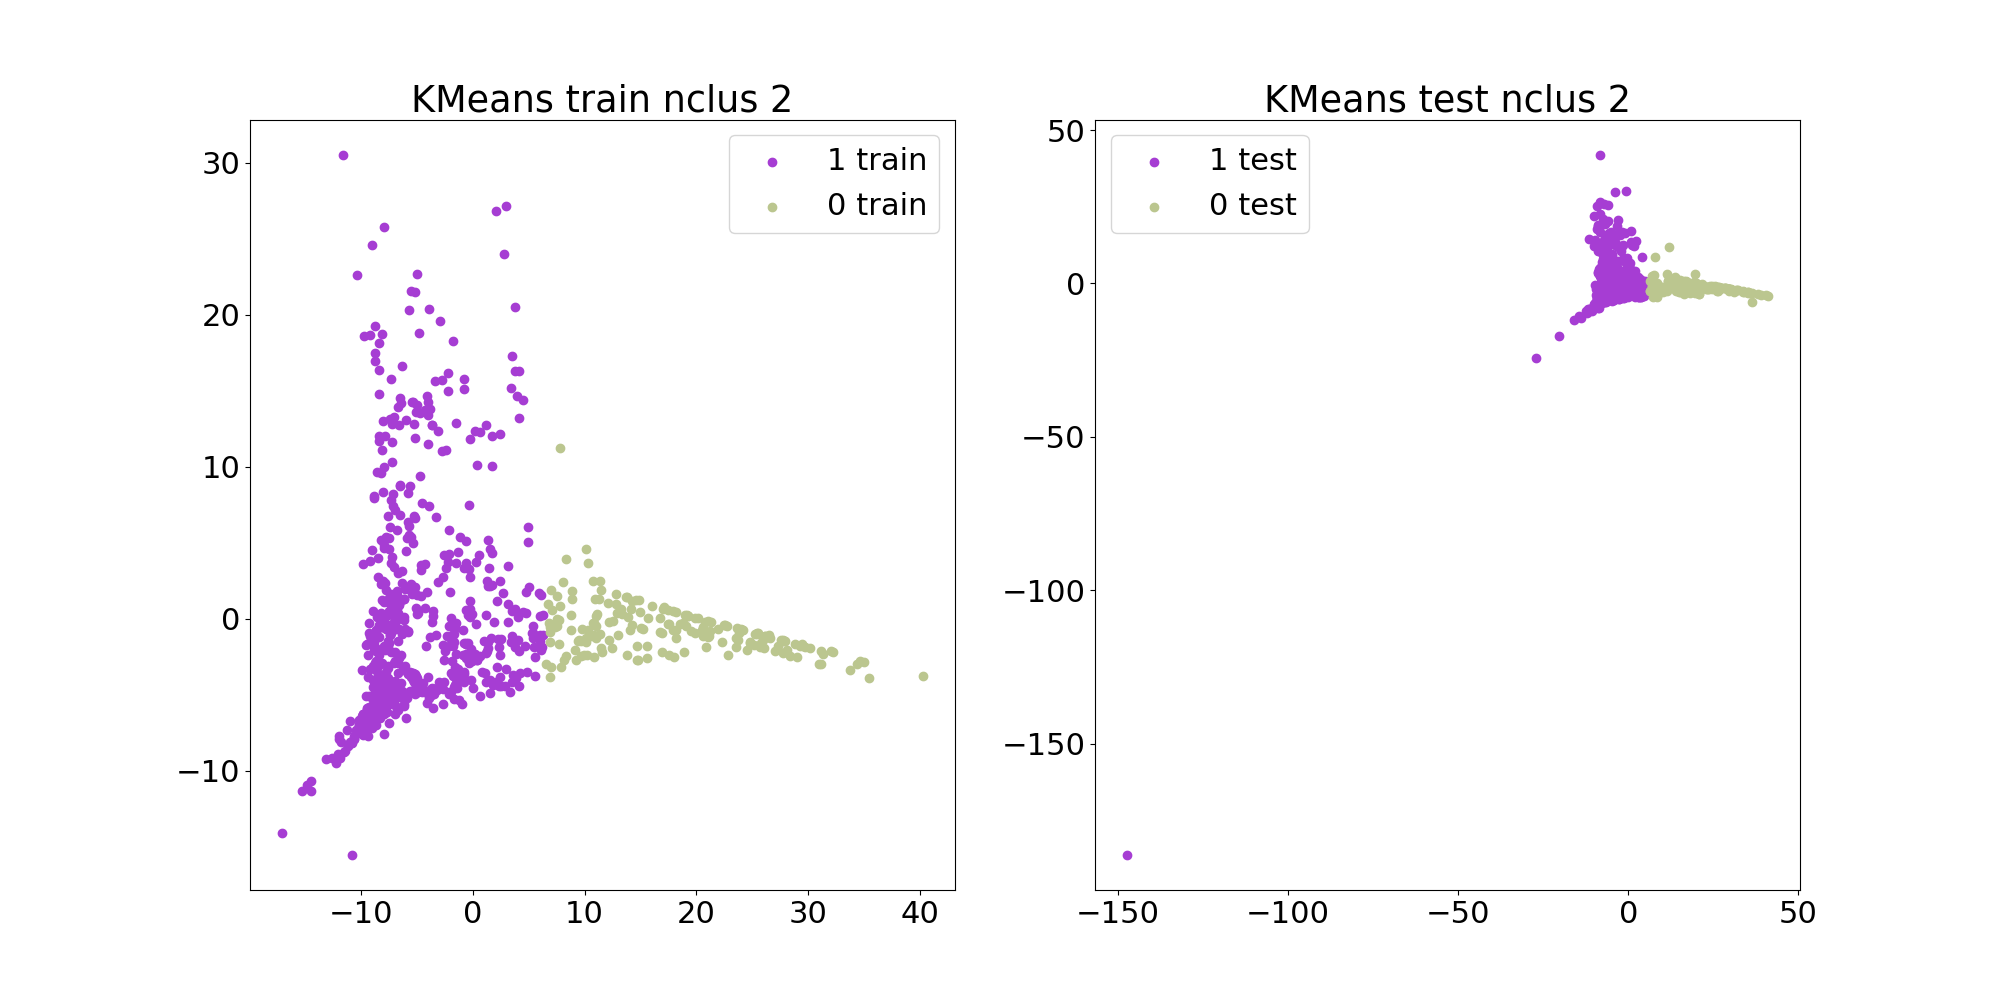 KMeans train nclus 2
30
20
10
0
−10
−10 0 10 20 30 40
1 train
0 train
KMeans test nclus 2
50
0
−50
−100
−150
−150 −100 −50 0 50
1 test
0 test